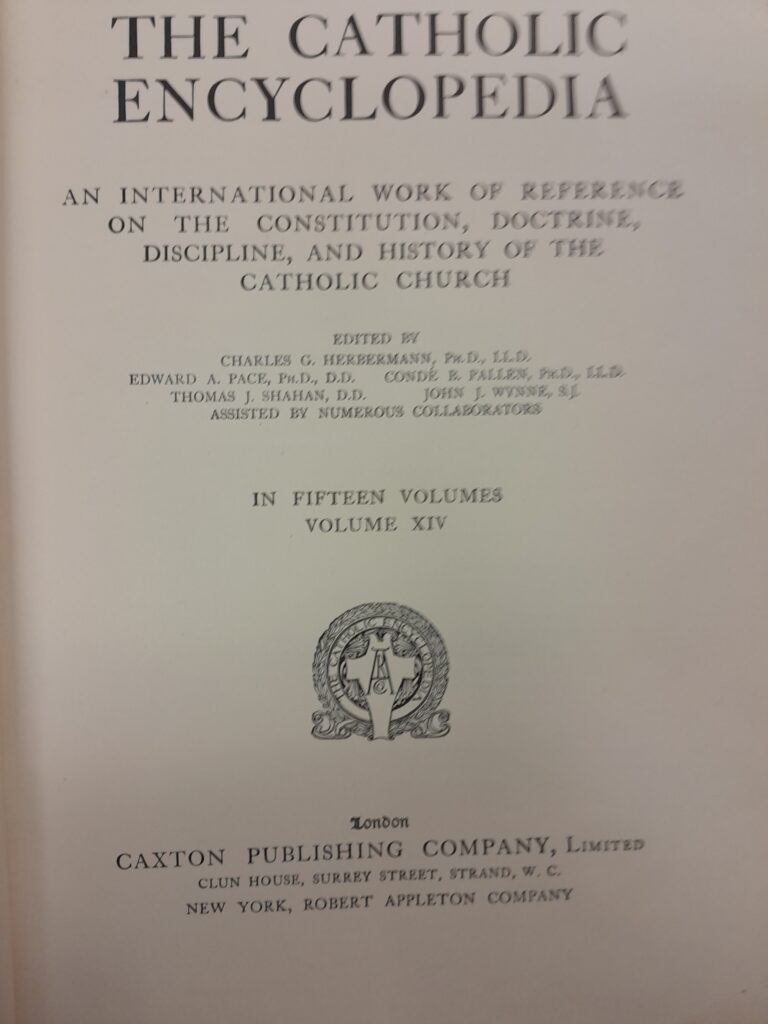 THE CATHOLIC
ENCYCLOPEDIA
AN INTERNATIONAL WORK OF REFERENCE
ON THE CONSTITUTION, DOCTRINE,
DISCIPLINE, AND HISTORY OF THE
CATHOLIC CHURCH
EDITED BY
CHARLES G. HERBERMANN, Ph.D., LL.D.
EDWARD A. PACE, Ph.D., D.D. CONDÉ B. PALLEN, Ph.D., LL.D.
THOMAS J. SHAHAN, D.D. JOHN J. WYNNE, S.J.
ASSISTED BY NUMEROUS COLLABORATORS
IN FIFTEEN VOLUMES
VOLUME XIV
THE CATHOLIC ENCYCLOPEDIA
London
CAXTON PUBLISHING COMPANY, Limited
CLUN HOUSE, SURREY STREET, STRAND, W. C.
NEW YORK, ROBERT APPLETON COMPANY